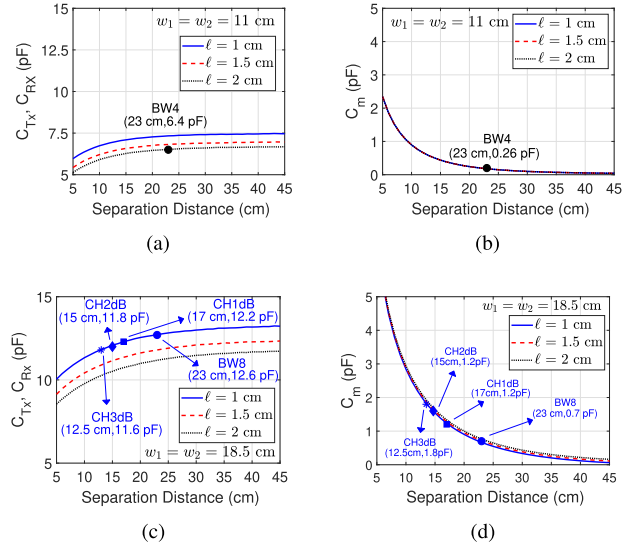 15
12.5
10
7.5
5
C_Tx, C_RX (pF)
w₁ = w₂ = 11 cm
ℓ = 1 cm
ℓ = 1.5 cm
ℓ = 2 cm
BW4
(23 cm,6.4 pF)
5 10 15 20 25 30 35 40 45
Separation Distance (cm)
(a)
5
4
3
2
1
0
C_m (pF)
w₁ = w₂ = 11 cm
ℓ = 1 cm
ℓ = 1.5 cm
ℓ = 2 cm
BW4
(23 cm,0.26 pF)
5 10 15 20 25 30 35 40 45
Separation Distance (cm)
(b)
15
10
5
C_Tx, C_Rx (pF)
CH2dB
(15 cm,11.8 pF)
CH1dB
(17 cm,12.2 pF)
BW8
(23 cm,12.6 pF)
CH3dB
(12.5 cm,11.6 pF)
ℓ = 1 cm
ℓ = 1.5 cm
ℓ = 2 cm
w₁ = w₂ = 18.5 cm
5 10 15 20 25 30 35 40 45
Separation Distance (cm)
(c)
5
4
3
2
1
0
C_m (pF)
w₁ = w₂ = 18.5 cm
ℓ = 1 cm
ℓ = 1.5 cm
ℓ = 2 cm
CH2dB
(15cm,1.2pF)
CH1dB
(17cm,1.2pF)
BW8
(23 cm,0.7 pF)
CH3dB
(12.5cm,1.8pF)
5 10 15 20 25 30 35 40 45
Separation Distance (cm)
(d)